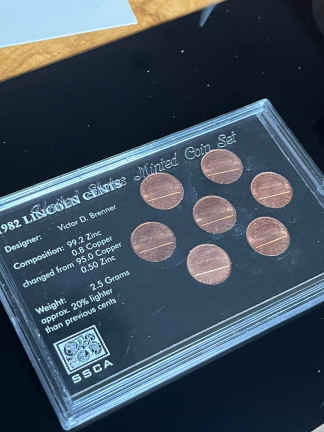 United States Minted Coin Set
1982 LINCOLN CENTS
Designer: Victor D. Brenner
Composition: 99.2 Zinc
0.8 Copper
changed from 95.0 Copper
0.50 Zinc
Weight: 2.5 Grams
approx. 20% lighter
than previous cents
SSCA